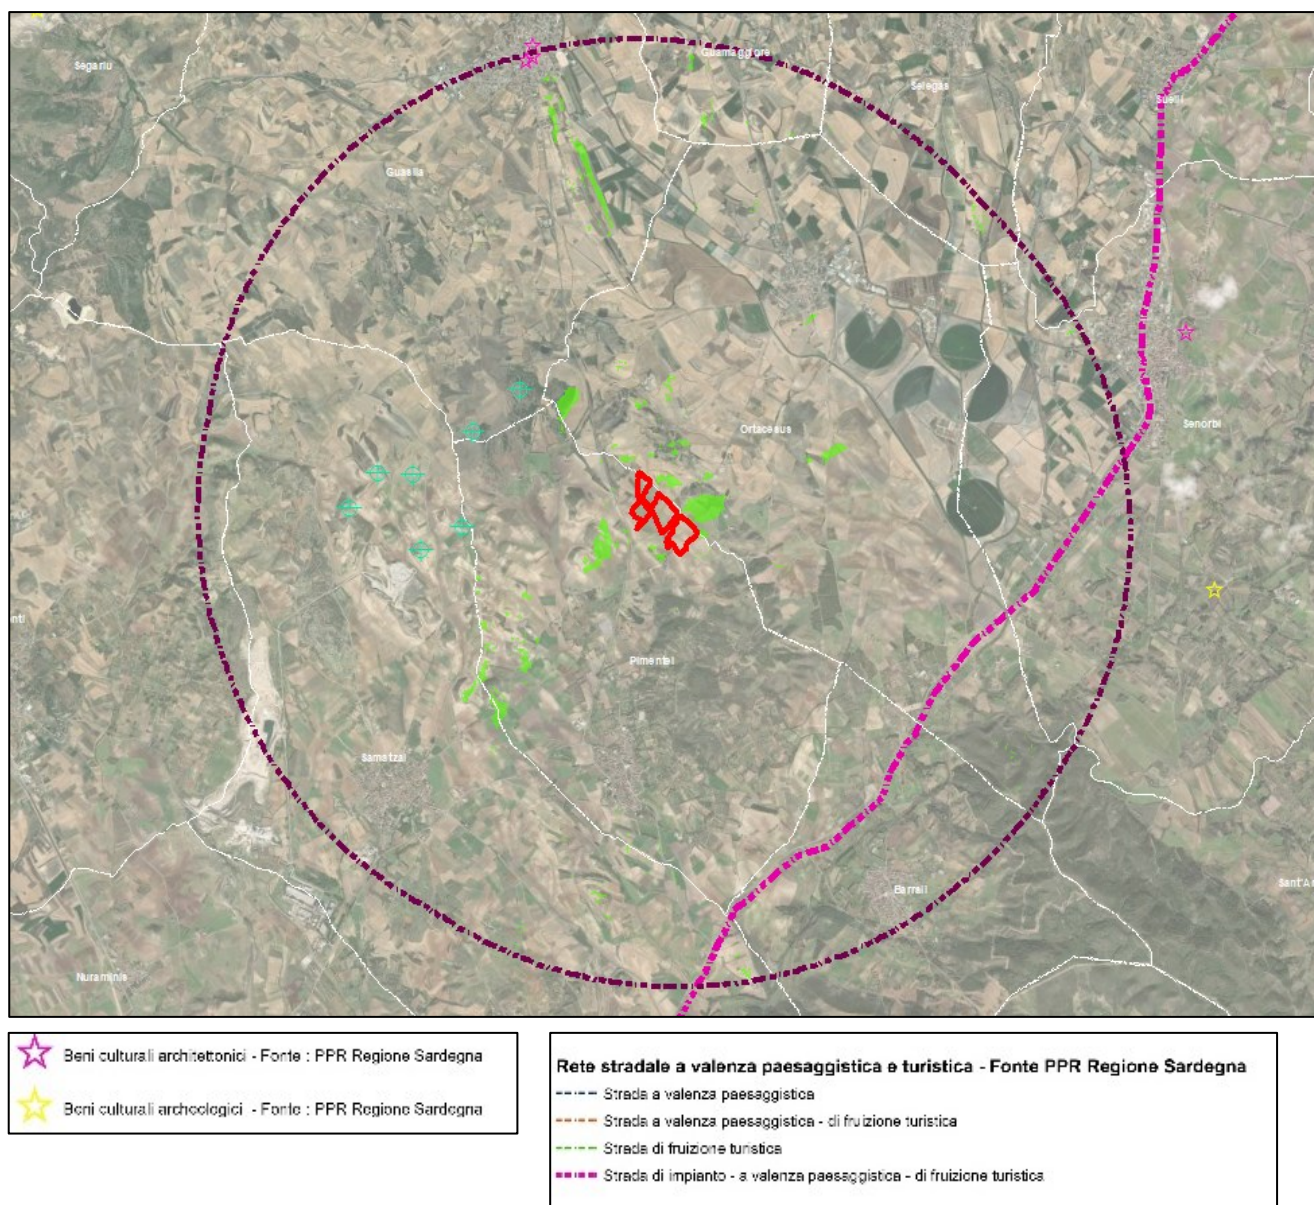 Guamaggiore
Segariu
Selegas
Suelli
Guasila
Ortacesus
Senorbì
Pimentel
Samatzai
Barrali
Sant'A
Nuraminis
Beni culturali architettonici - Fonte : PPR Regione Sardegna
Beni culturali archeologici - Fonte : PPR Regione Sardegna
Rete stradale a valenza paesaggistica e turistica - Fonte PPR Regione Sardegna
Strada a valenza paesaggistica
Strada a valenza paesaggistica - di fruizione turistica
Strada di fruizione turistica
Strada di impianto - a valenza paesaggistica - di fruizione turistica